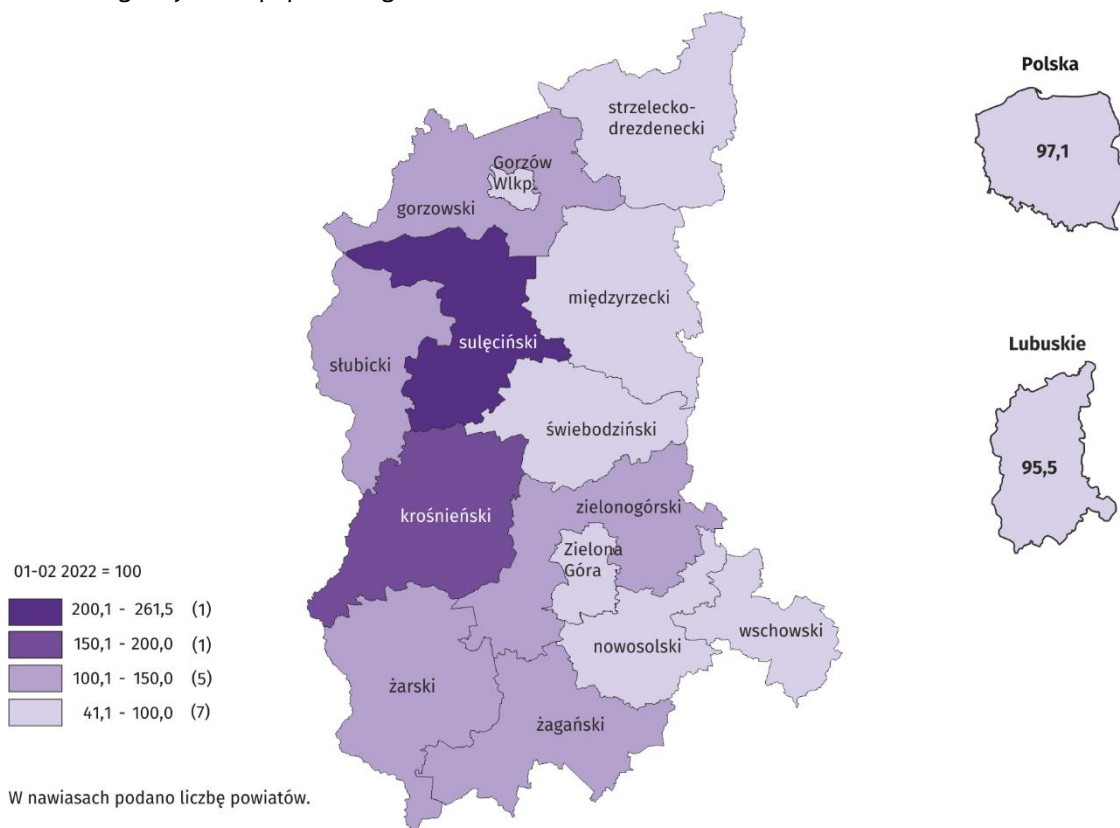 strzelecko-
drezdenecki
Gorzów
Wlkp.
gorzowski
międzyrzecki
sulęciński
słubicki
świebodziński
krośnieński
zielonogórski
Zielona
Góra
nowosolski
wschowski
żarski
żagański
Polska
97,1
Lubuskie
95,5
01-02 2022 = 100
200,1 - 261,5 (1)
150,1 - 200,0 (1)
100,1 - 150,0 (5)
41,1 - 100,0 (7)
W nawiasach podano liczbę powiatów.